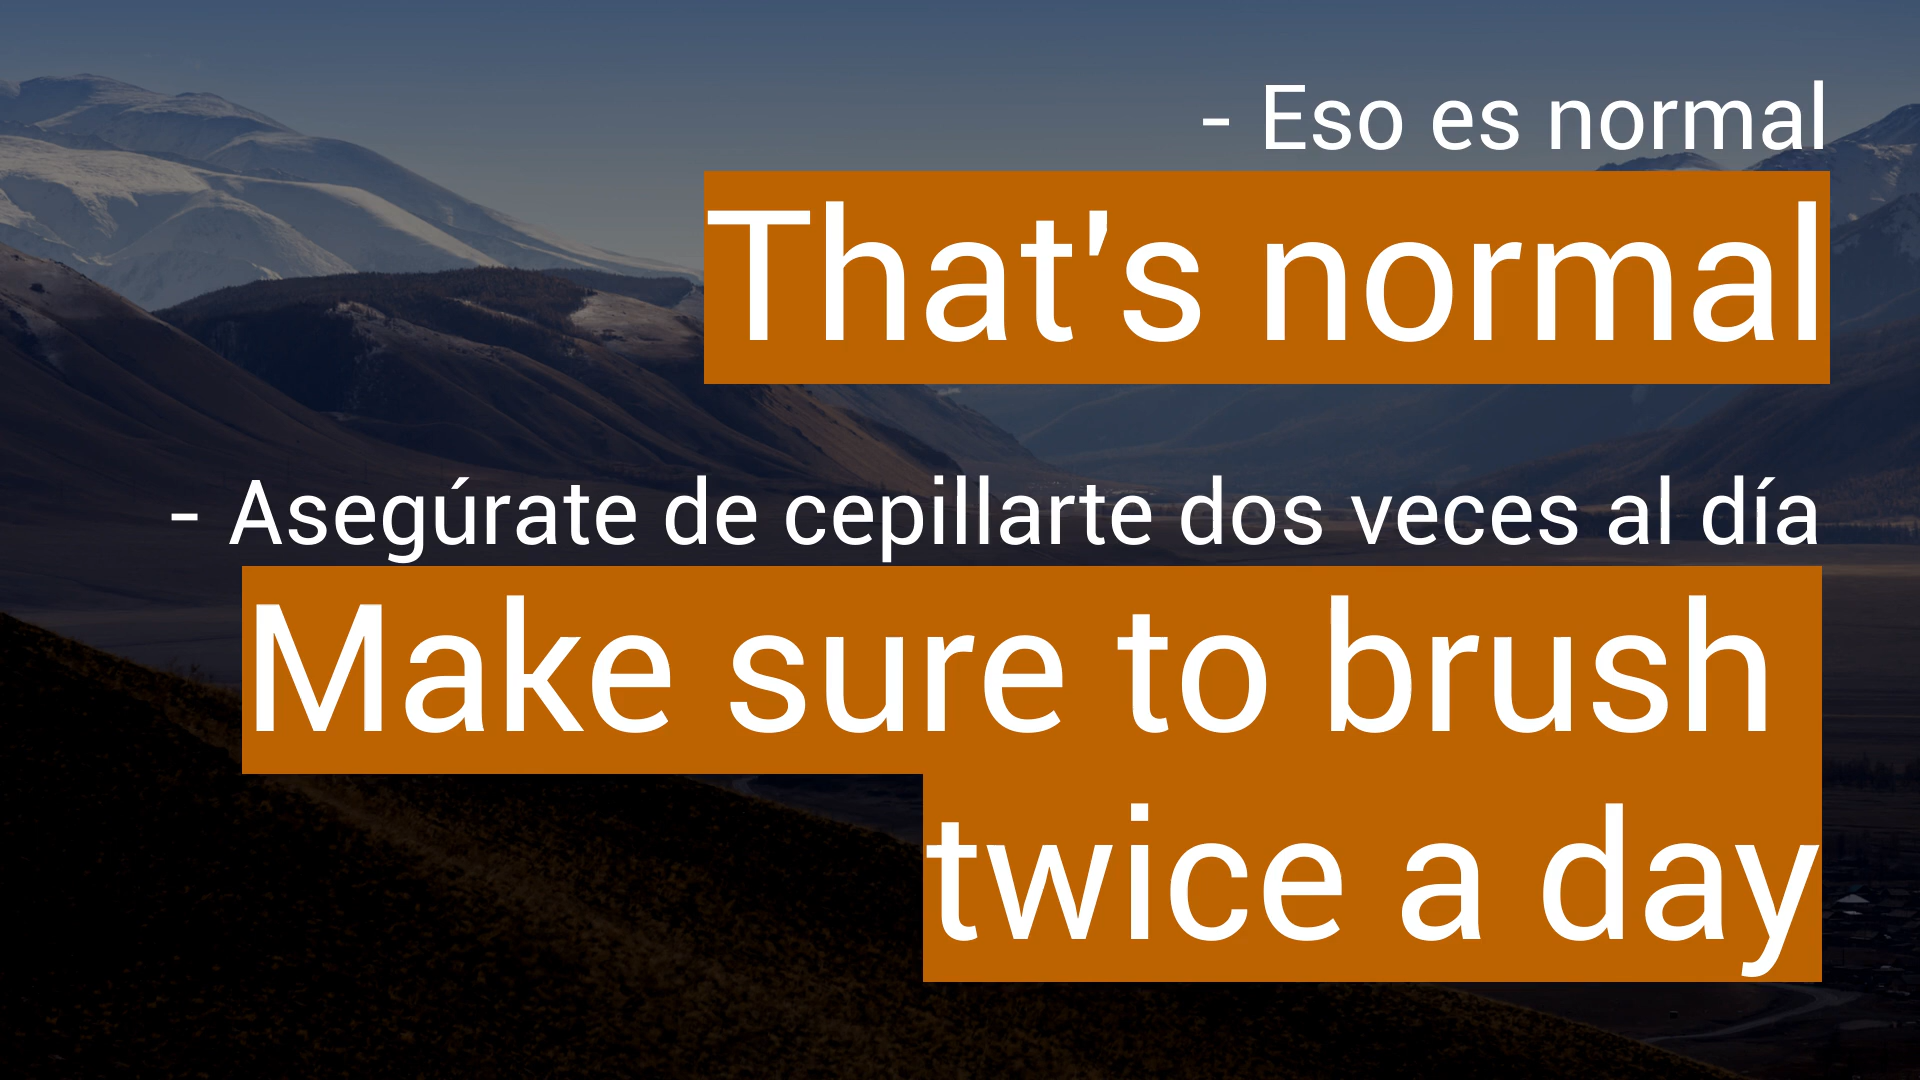 - Eso es normal
That's normal
- Asegúrate de cepillarte dos veces al día
Make sure to brush
twice a day